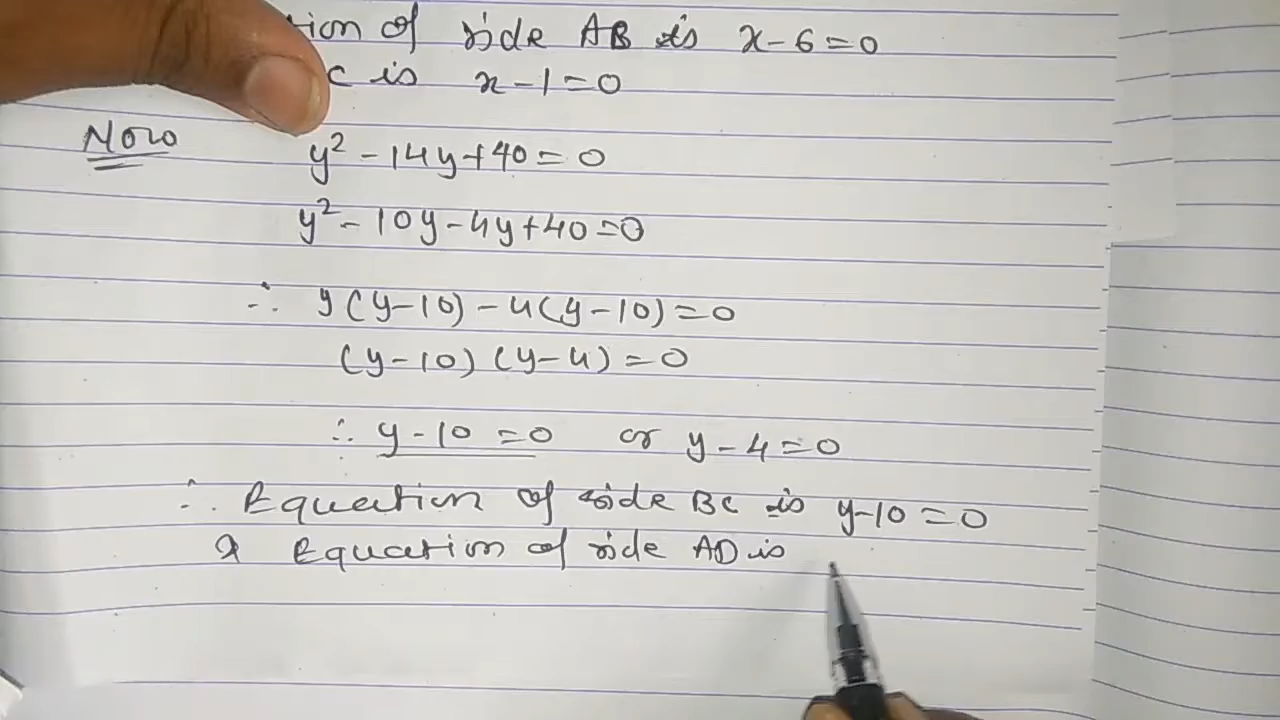 tion of side AB is x-6=0
C is x-1=0
Now y² - 14y + 40 = 0
y² - 10y - 4y + 40 = 0
∴ y(y-10) - 4(y-10) = 0
(y-10) (y-4) = 0
∴ y-10 = 0 or y-4 = 0
∴ Equation of side BC is y-10 = 0
& Equation of side AD is